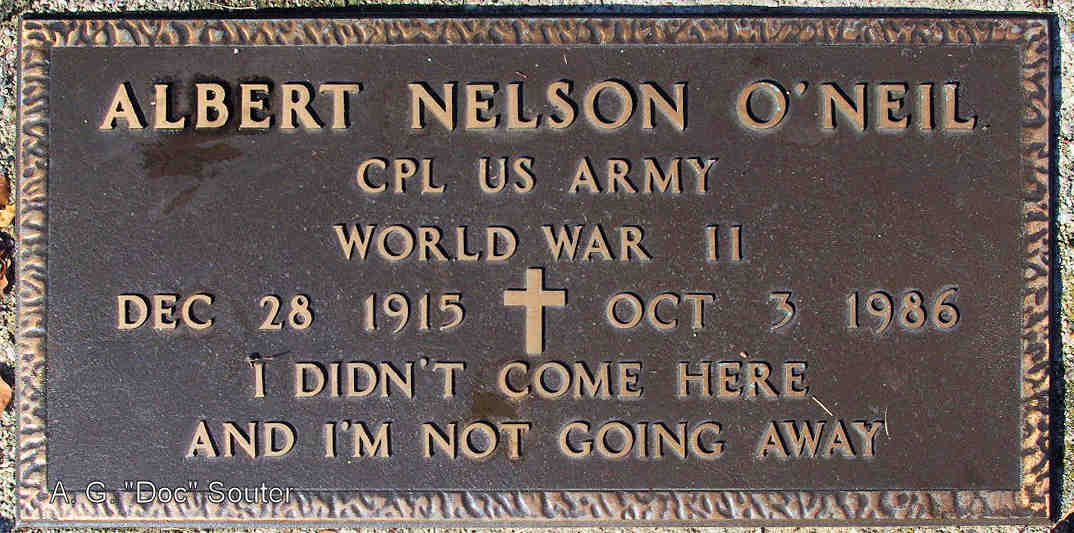 ALBERT NELSON O'NEIL
CPL US ARMY
WORLD WAR II
DEC 28 1915 OCT 3 1986
I DIDN'T COME HERE
AND I'M NOT GOING AWAY
A. G. "Doc" Souter